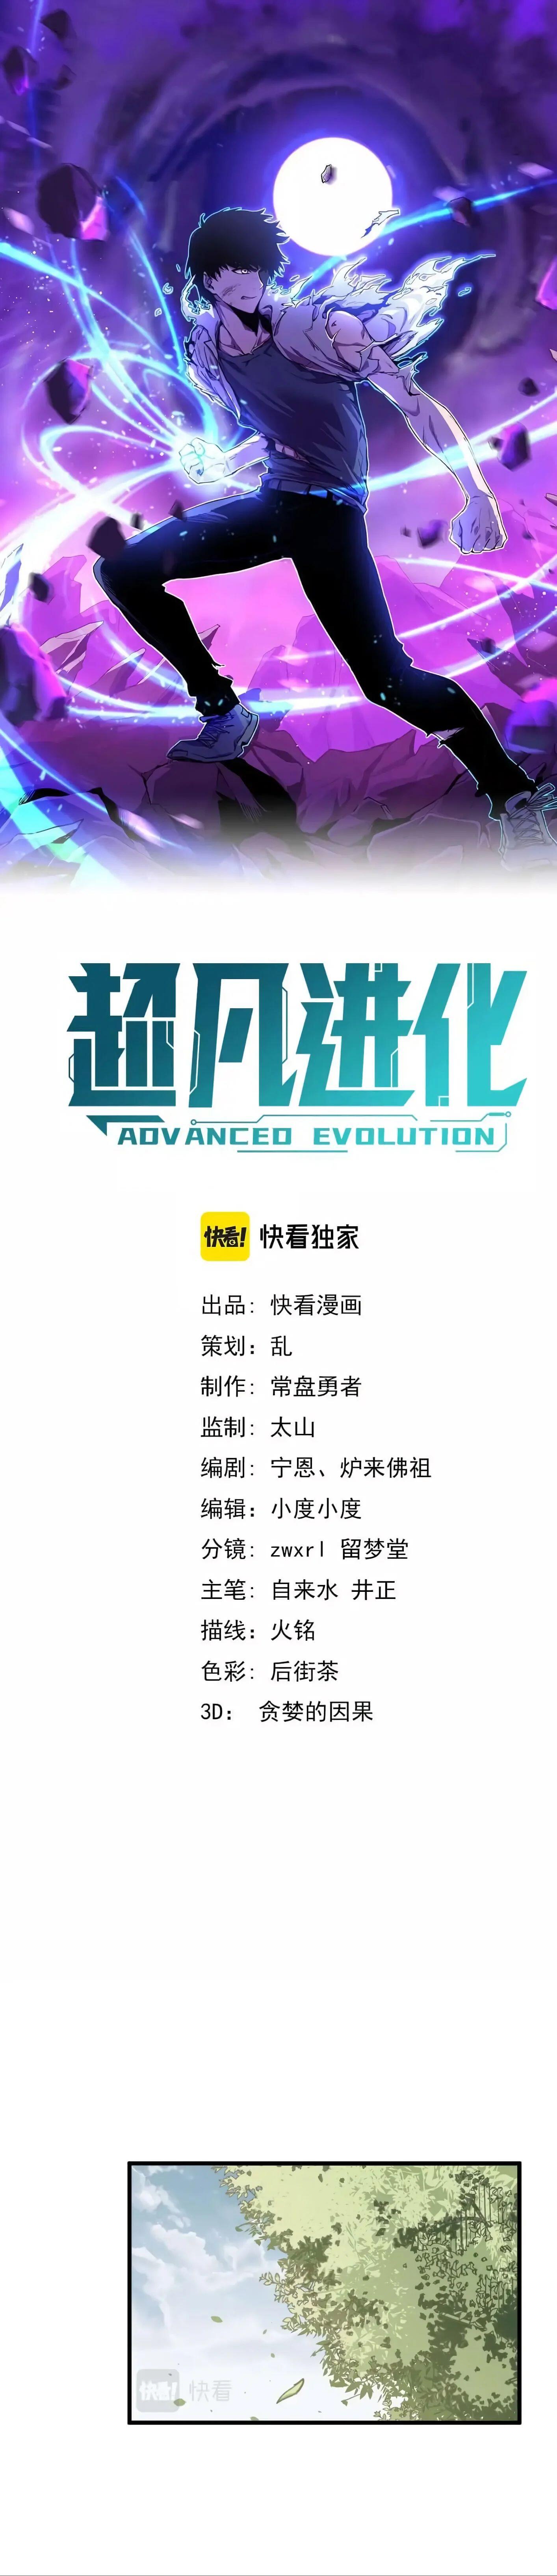 超凡进化
ADVANCED EVOLUTION
快看! 快看独家
出品: 快看漫画
策划: 乱
制作: 常盘勇者
监制: 太山
编剧: 宁恩、炉来佛祖
编辑: 小度小度
分镜: zwxrl 留梦堂
主笔: 自来水 井正
描线: 火铭
色彩: 后街茶
3D: 贪婪的因果
快看! 快看